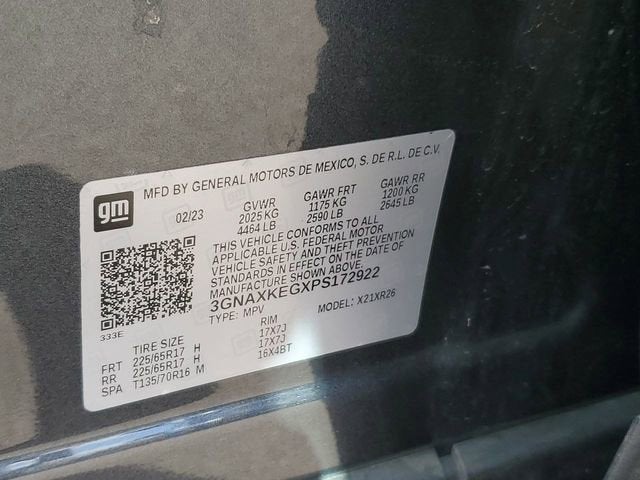 MFD BY GENERAL MOTORS DE MEXICO, S. DE R.L. DE C.V.
gm
02/23 GVWR GAWR FRT GAWR RR
2025 KG 1175 KG 1200 KG
4464 LB 2590 LB 2645 LB
THIS VEHICLE CONFORMS TO ALL
APPLICABLE U.S. FEDERAL MOTOR
VEHICLE SAFETY AND THEFT PREVENTION
STANDARDS IN EFFECT ON THE DATE OF
MANUFACTURE SHOWN ABOVE.
3GNAXKEGXPS172922
TYPE: MPV MODEL: X21XR26
333E
TIRE SIZE RIM
FRT 225/65R17 H 17X7J
RR 225/65R17 H 17X7J
SPA T135/70R16 M 16X4BT